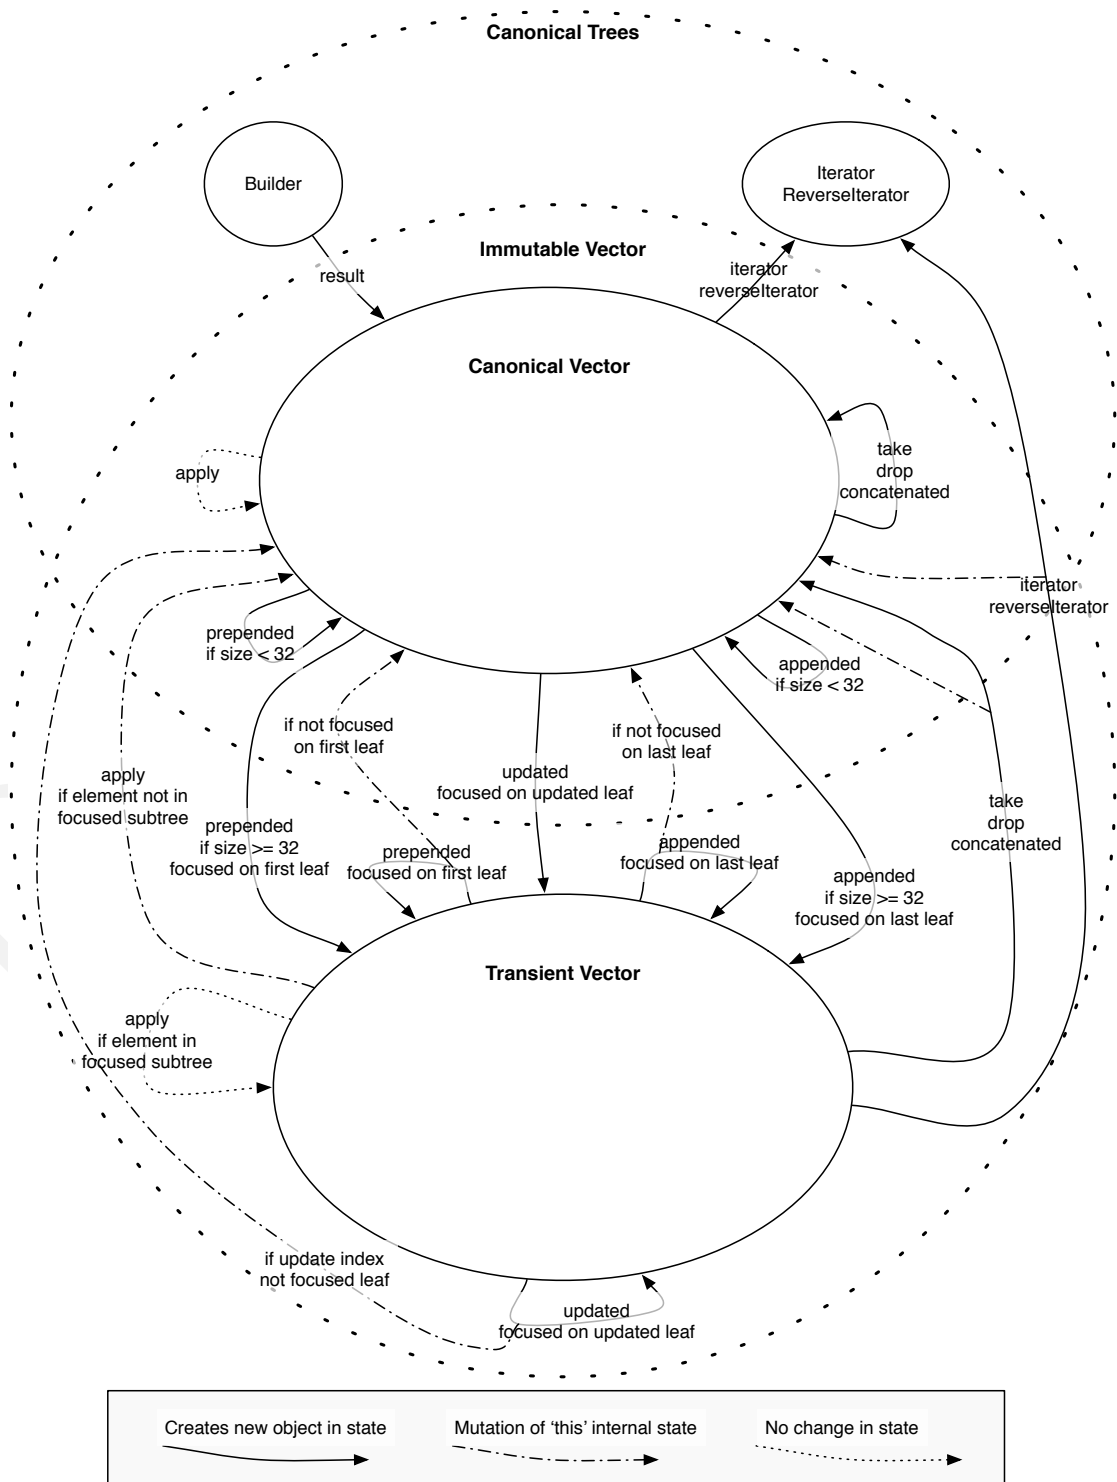 Canonical Trees
Builder
Iterator
ReverseIterator
Immutable Vector
result
iterator
reverseIterator
Canonical Vector
apply
take
drop
concatenated
iterator
reverseIterator
prepended
if size < 32
appended
if size < 32
if not focused
on first leaf
if not focused
on last leaf
updated
focused on updated leaf
apply
if element not in
focused subtree
prepended
if size >= 32
focused on first leaf
take
drop
concatenated
prepended
focused on first leaf
appended
focused on last leaf
appended
if size >= 32
focused on last leaf
Transient Vector
apply
if element in
focused subtree
if update index
not focused leaf
updated
focused on updated leaf
Creates new object in state
Mutation of ‘this’ internal state
No change in state